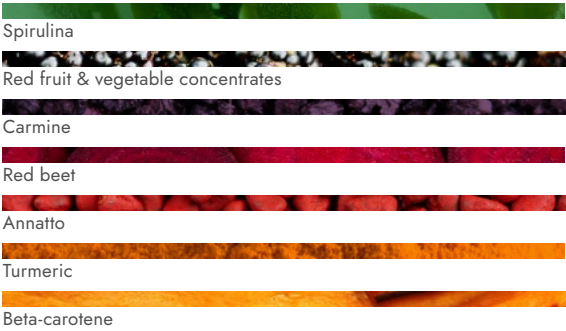 Spirulina
Red fruit & vegetable concentrates
Carmine
Red beet
Annatto
Turmeric
Beta-carotene